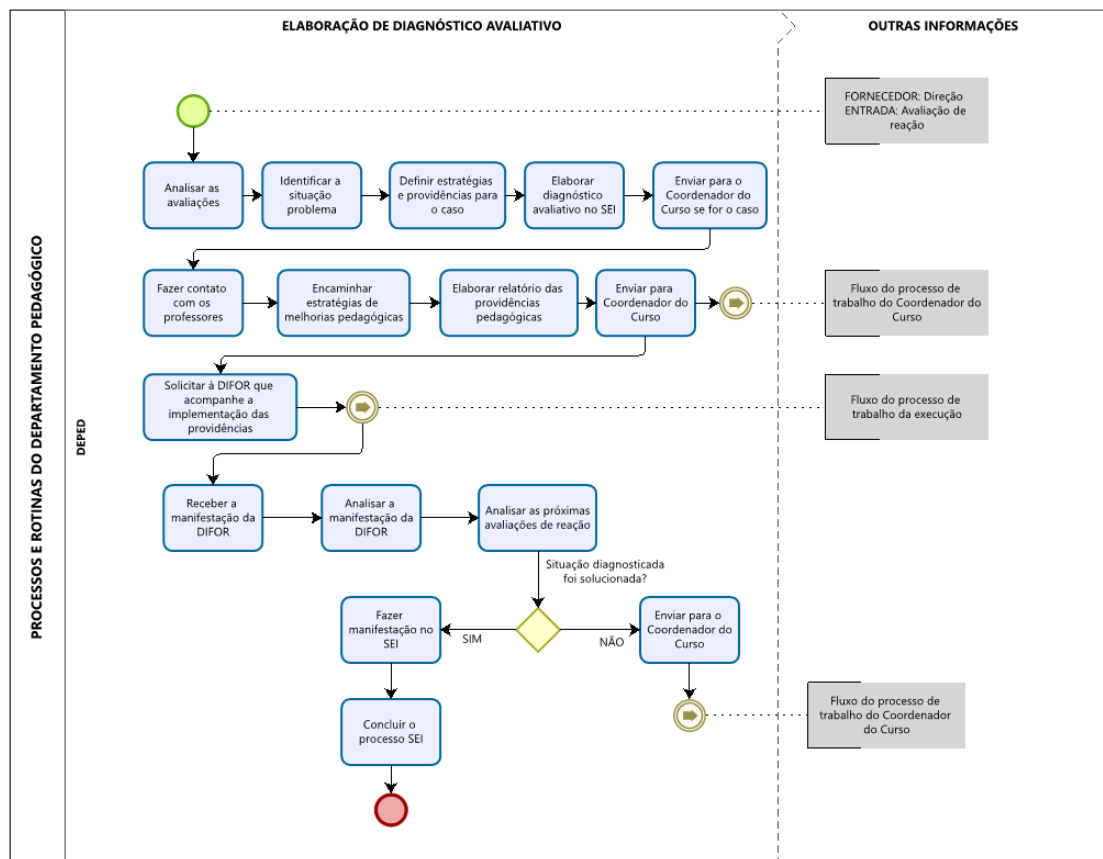 ELABORAÇÃO DE DIAGNÓSTICO AVALIATIVO
OUTRAS INFORMAÇÕES
PROCESSOS E ROTINAS DO DEPARTAMENTO PEDAGÓGICO
DEPED
FORNECEDOR: Direção
ENTRADA: Avaliação de
reação
Analisar as
avaliações
Identificar a
situação
problema
Definir estratégias
e providências para
o caso
Elaborar
diagnóstico
avaliativo no SEI
Enviar para o
Coordenador do
Curso se for o caso
Fazer contato
com os
professores
Encaminhar
estratégias de
melhorias pedagógicas
Elaborar relatório das
providências
pedagógicas
Enviar para
Coordenador do
Curso
Fluxo do processo de
trabalho do Coordenador do
Curso
Solicitar à DIFOR que
acompanhe a
implementação das
providências
Fluxo do processo de
trabalho da execução
Receber a
manifestação da
DIFOR
Analisar a
manifestação da
DIFOR
Analisar as próximas
avaliações de reação
Situação diagnosticada
foi solucionada?
Fazer
manifestação no
SEI
SIM
NÃO
Enviar para o
Coordenador do
Curso
Concluir o
processo SEI
Fluxo do processo de
trabalho do Coordenador
do Curso